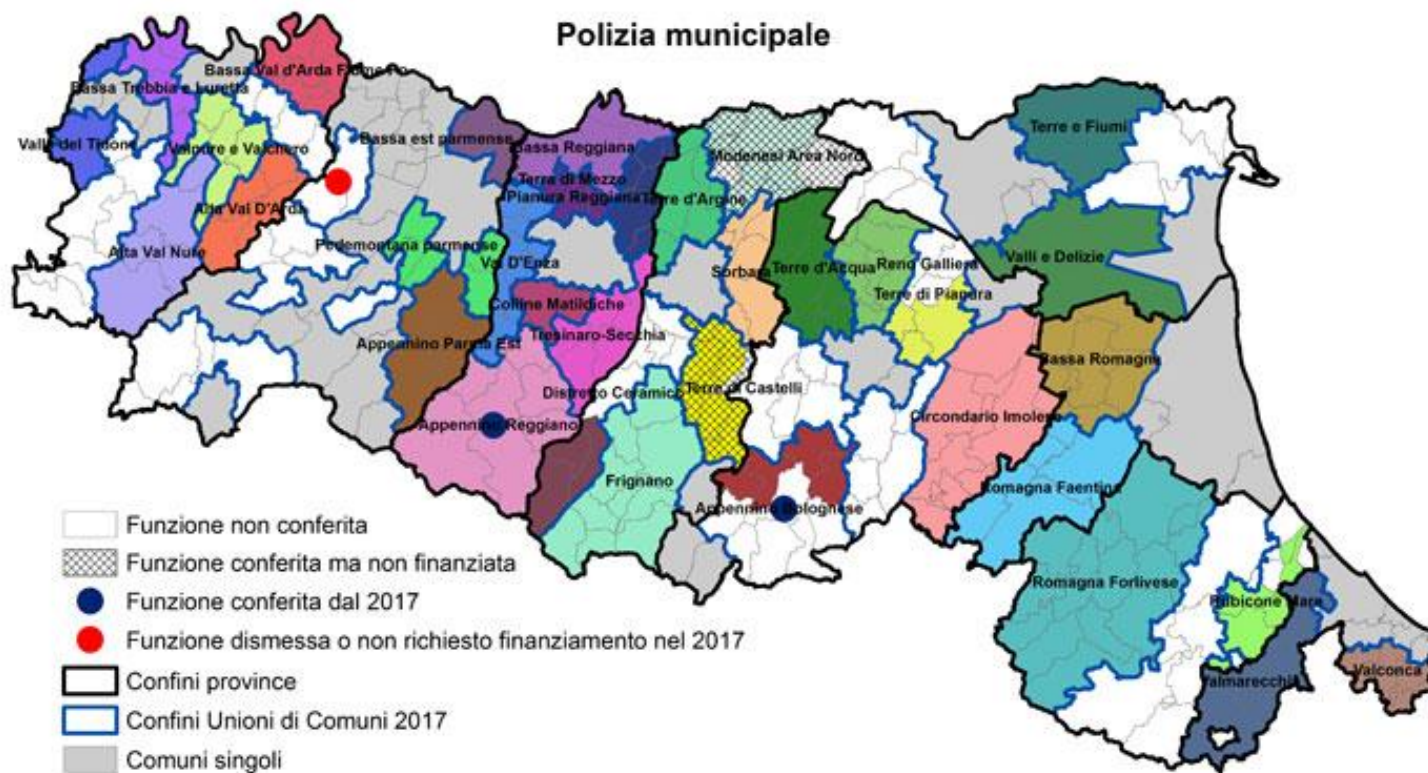 Polizia municipale
Bassa Val d'Arda Fiume Po
Bassa Trebbia e Luretta
Terre e Fiumi
Bassa est parmense
Valle del Tidone
Bassa Reggiana
Valnure e Valchero
Modenesi Area Nord
Terra di Mezzo
Pianura Reggiana
Terre d'Argine
Alta Val D'Arda
Pedemontana parmense
Alta Val Nure
Val D'Enza
Sorbara
Terre d'Acqua
Reno Galliera
Valli e Delizie
Terre di Pianura
Colline Matildiche
Tresinaro-Secchia
Appennino Parma Est
Bassa Romagna
Distretto Ceramico
Terre di Castelli
Circondario Imolese
Appennino Reggiano
Frignano
Romagna Faentina
Appennino Bolognese
Romagna Forlivese
Rubicone Mare
Valmarecchia
Valconca
Funzione non conferita
Funzione conferita ma non finanziata
Funzione conferita dal 2017
Funzione dismessa o non richiesto finanziamento nel 2017
Confini province
Confini Unioni di Comuni 2017
Comuni singoli